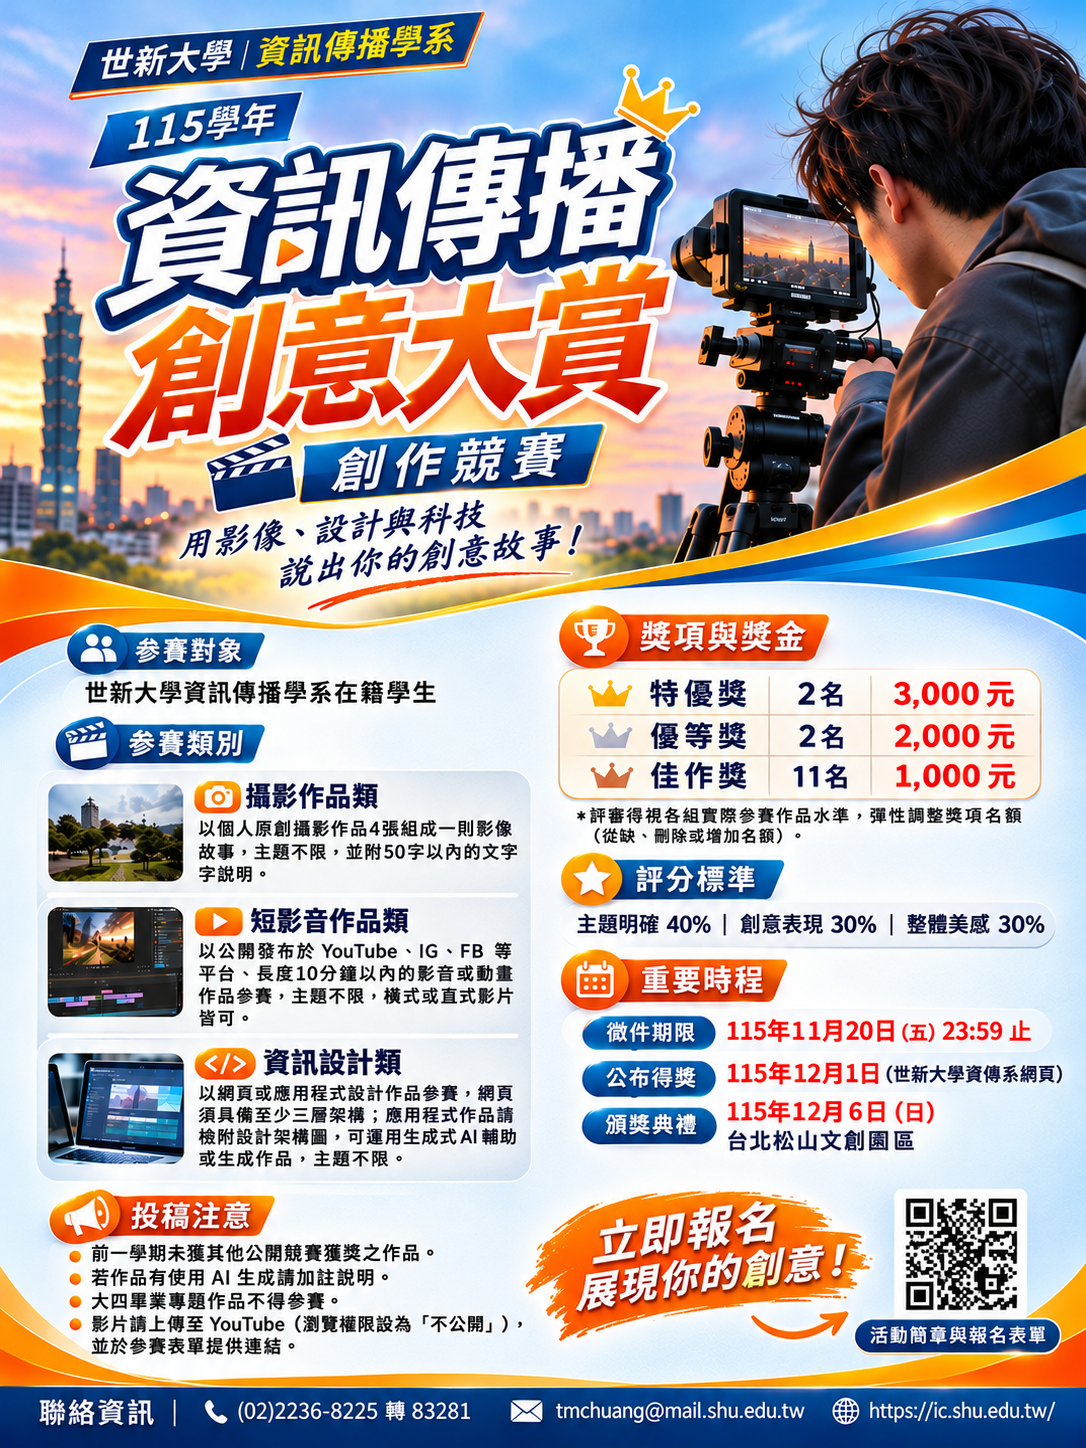 世新大學 | 資訊傳播學系
115學年
資訊傳播
創意大賞
創作競賽
用影像、設計與科技
說出你的創意故事！
參賽對象
世新大學資訊傳播學系在籍學生
參賽類別
攝影作品類
以個人原創攝影作品4張組成一則影像
故事，主題不限，並附50字以內的文字
字說明。
短影音作品類
以公開發布於 YouTube、IG、FB 等
平台、長度10分鐘以內的影音或動畫
作品參賽，主題不限，橫式或直式影片
皆可。
</> 資訊設計類
以網頁或應用程式設計作品參賽，網頁
須具備至少三層架構；應用程式作品請
檢附設計架構圖，可運用生成式AI輔助
或生成作品，主題不限。
投稿注意
前一學期未獲其他公開競賽獲獎之作品。
若作品有使用 AI 生成請加註說明。
大四畢業專題作品不得參賽。
影片請上傳至 YouTube（瀏覽權限設為「不公開」），
並於參賽表單提供連結。
獎項與獎金
特優獎 2名 3,000元
優等獎 2名 2,000元
佳作獎 11名 1,000元
*評審得視各組實際參賽作品水準，彈性調整獎項名額
（從缺、刪除或增加名額）。
評分標準
主題明確 40% | 創意表現 30% | 整體美感 30%
重要時程
徵件期限 115年11月20日(五) 23:59 止
公布得獎 115年12月1日(世新大學資傳系網頁)
頒獎典禮 115年12月6日(日)
台北松山文創園區
立即報名
展現你的創意！
活動簡章與報名表單
聯絡資訊 | (02)2236-8225 轉 83281 tmchuang@mail.shu.edu.tw https://ic.shu.edu.tw/